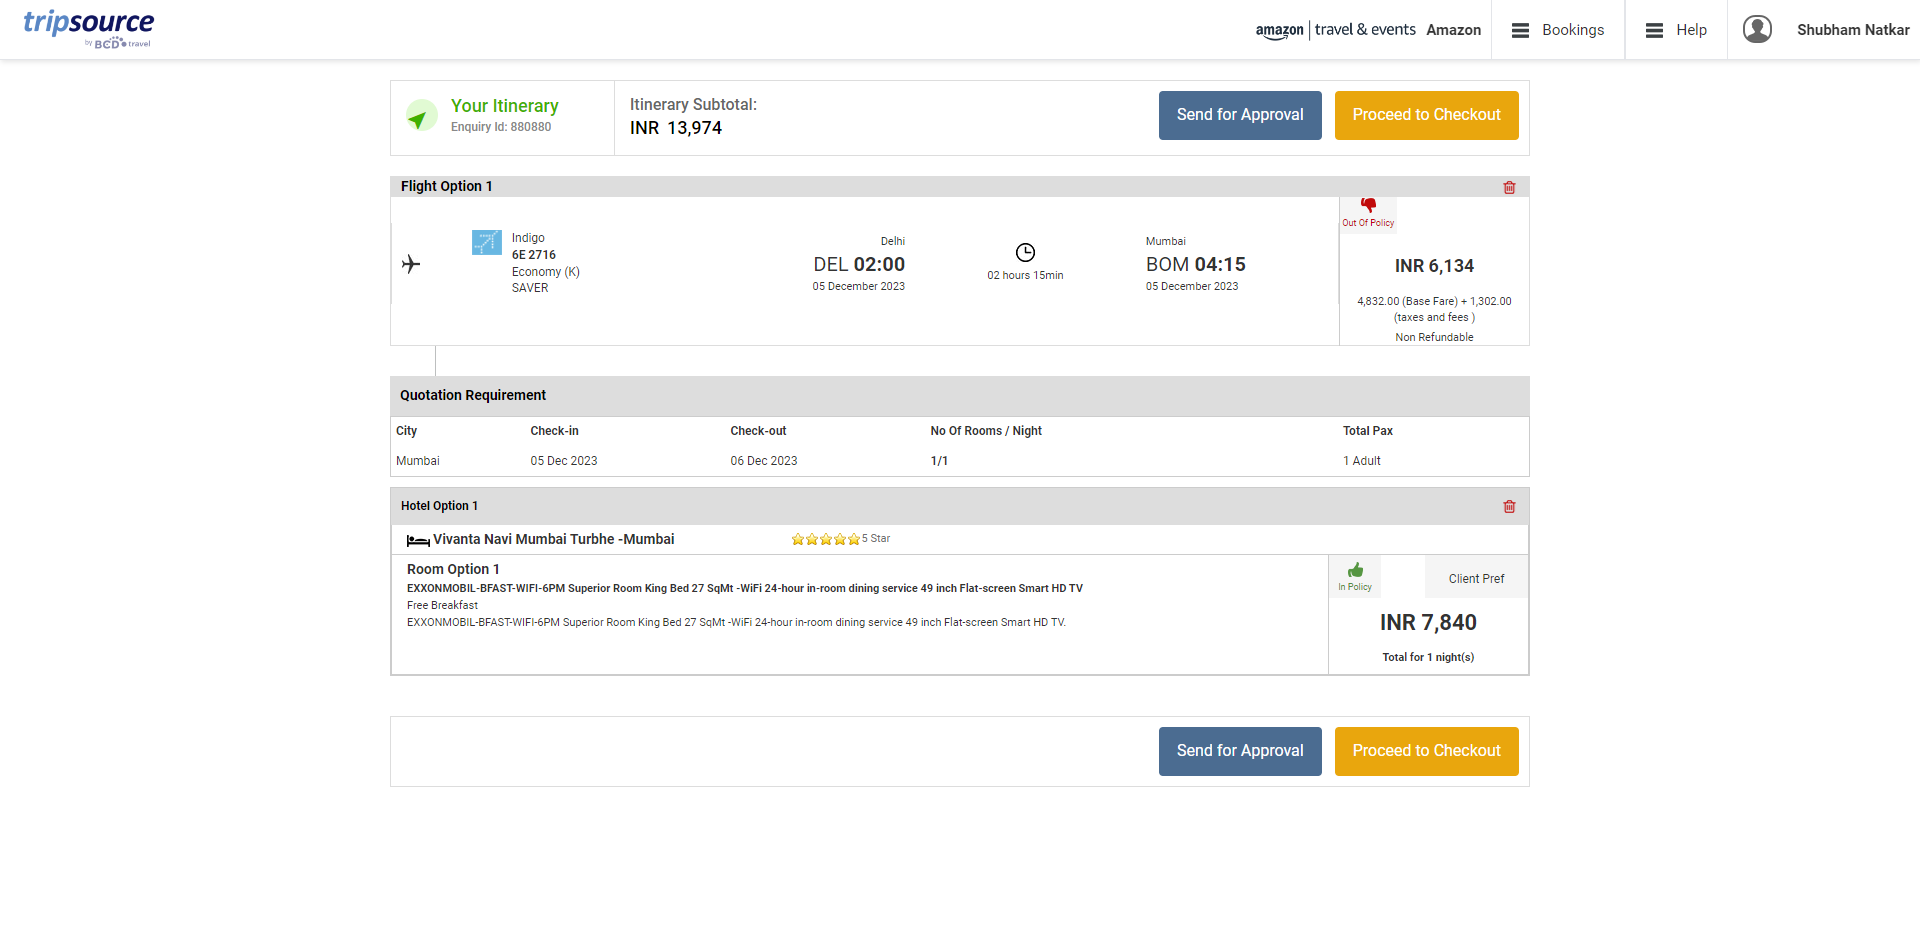 tripsource
by BCD travel
amazon | travel & events Amazon
Bookings
Help
Shubham Natkar
Your Itinerary
Enquiry Id: 880880
Itinerary Subtotal:
INR 13,974
Send for Approval
Proceed to Checkout
Flight Option 1
Indigo
6E 2716
Economy (K)
SAVER
Delhi
DEL 02:00
05 December 2023
02 hours 15min
Mumbai
BOM 04:15
05 December 2023
Out Of Policy
INR 6,134
4,832.00 (Base Fare) + 1,302.00
(taxes and fees )
Non Refundable
Quotation Requirement
City Check-in Check-out No Of Rooms / Night Total Pax
Mumbai 05 Dec 2023 06 Dec 2023 1/1 1 Adult
Hotel Option 1
Vivanta Navi Mumbai Turbhe -Mumbai
5 Star
Room Option 1
EXXONMOBIL-BFAST-WIFI-6PM Superior Room King Bed 27 SqMt -WiFi 24-hour in-room dining service 49 inch Flat-screen Smart HD TV
Free Breakfast
EXXONMOBIL-BFAST-WIFI-6PM Superior Room King Bed 27 SqMt -WiFi 24-hour in-room dining service 49 inch Flat-screen Smart HD TV.
In Policy
Client Pref
INR 7,840
Total for 1 night(s)
Send for Approval
Proceed to Checkout